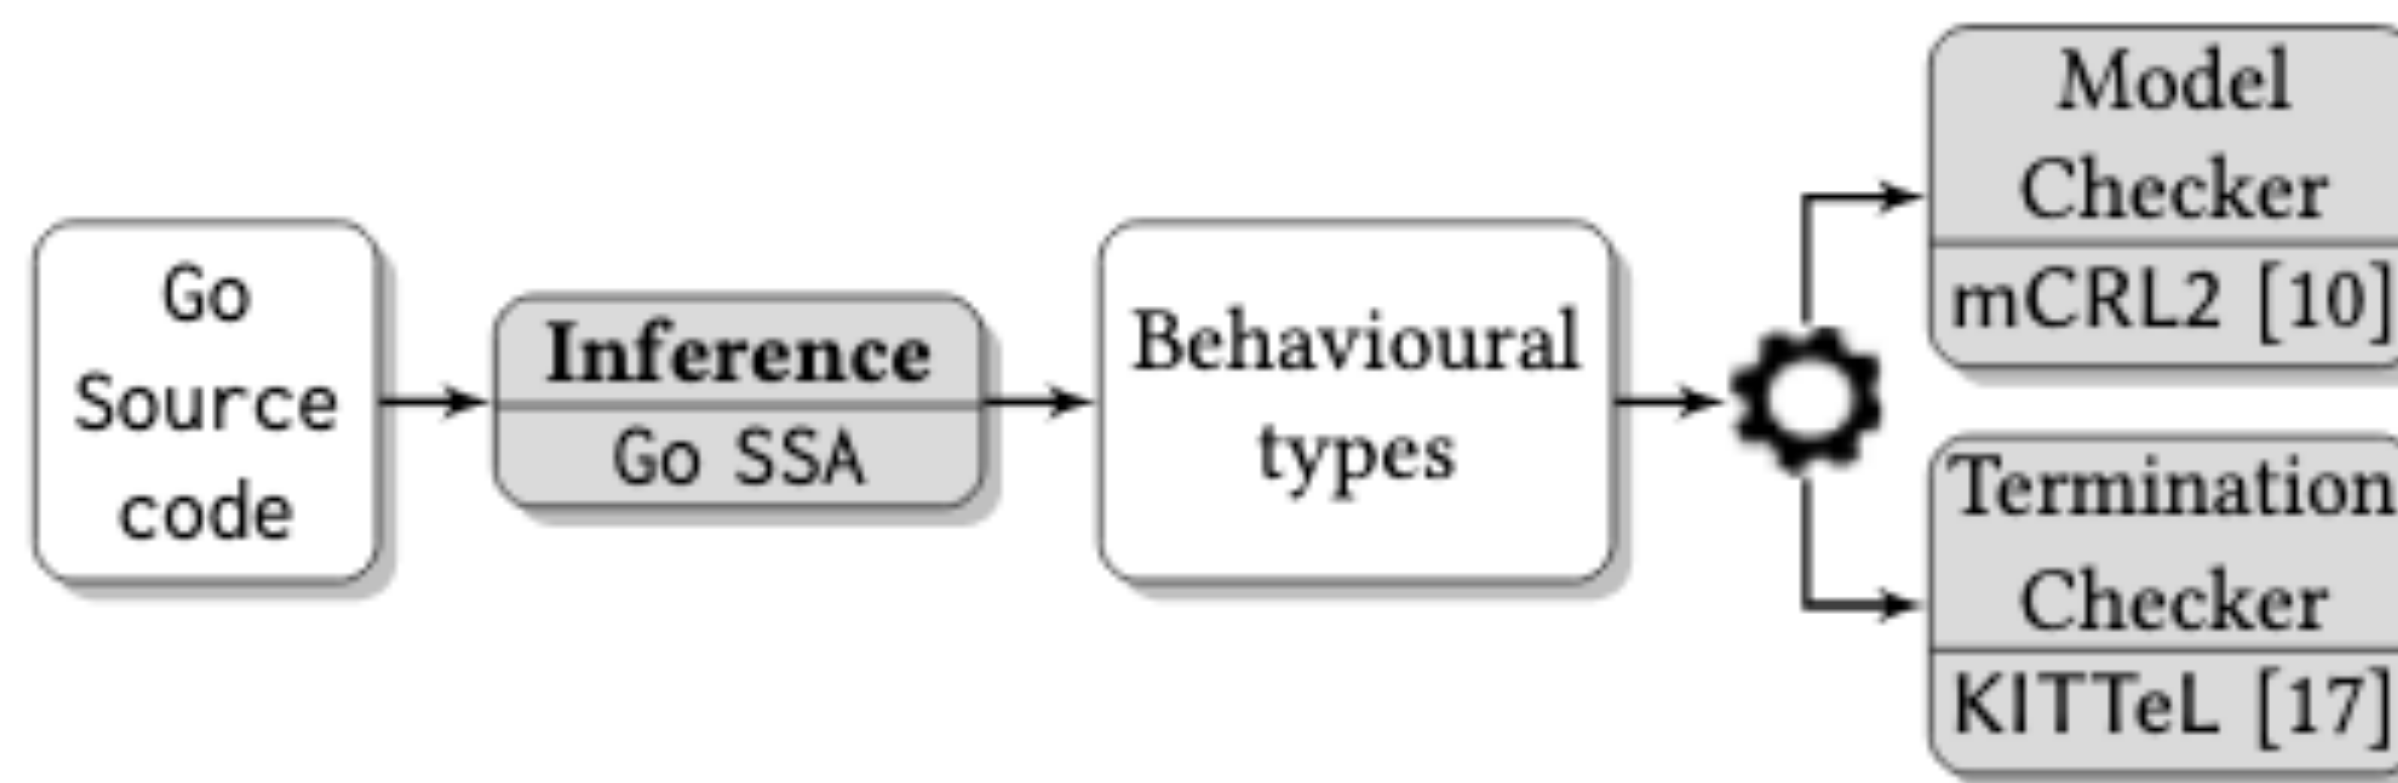 Go
Source
code
Inference
Go SSA
Behavioural
types
Model
Checker
mCRL2 [10]
Termination
Checker
KITTeL [17]